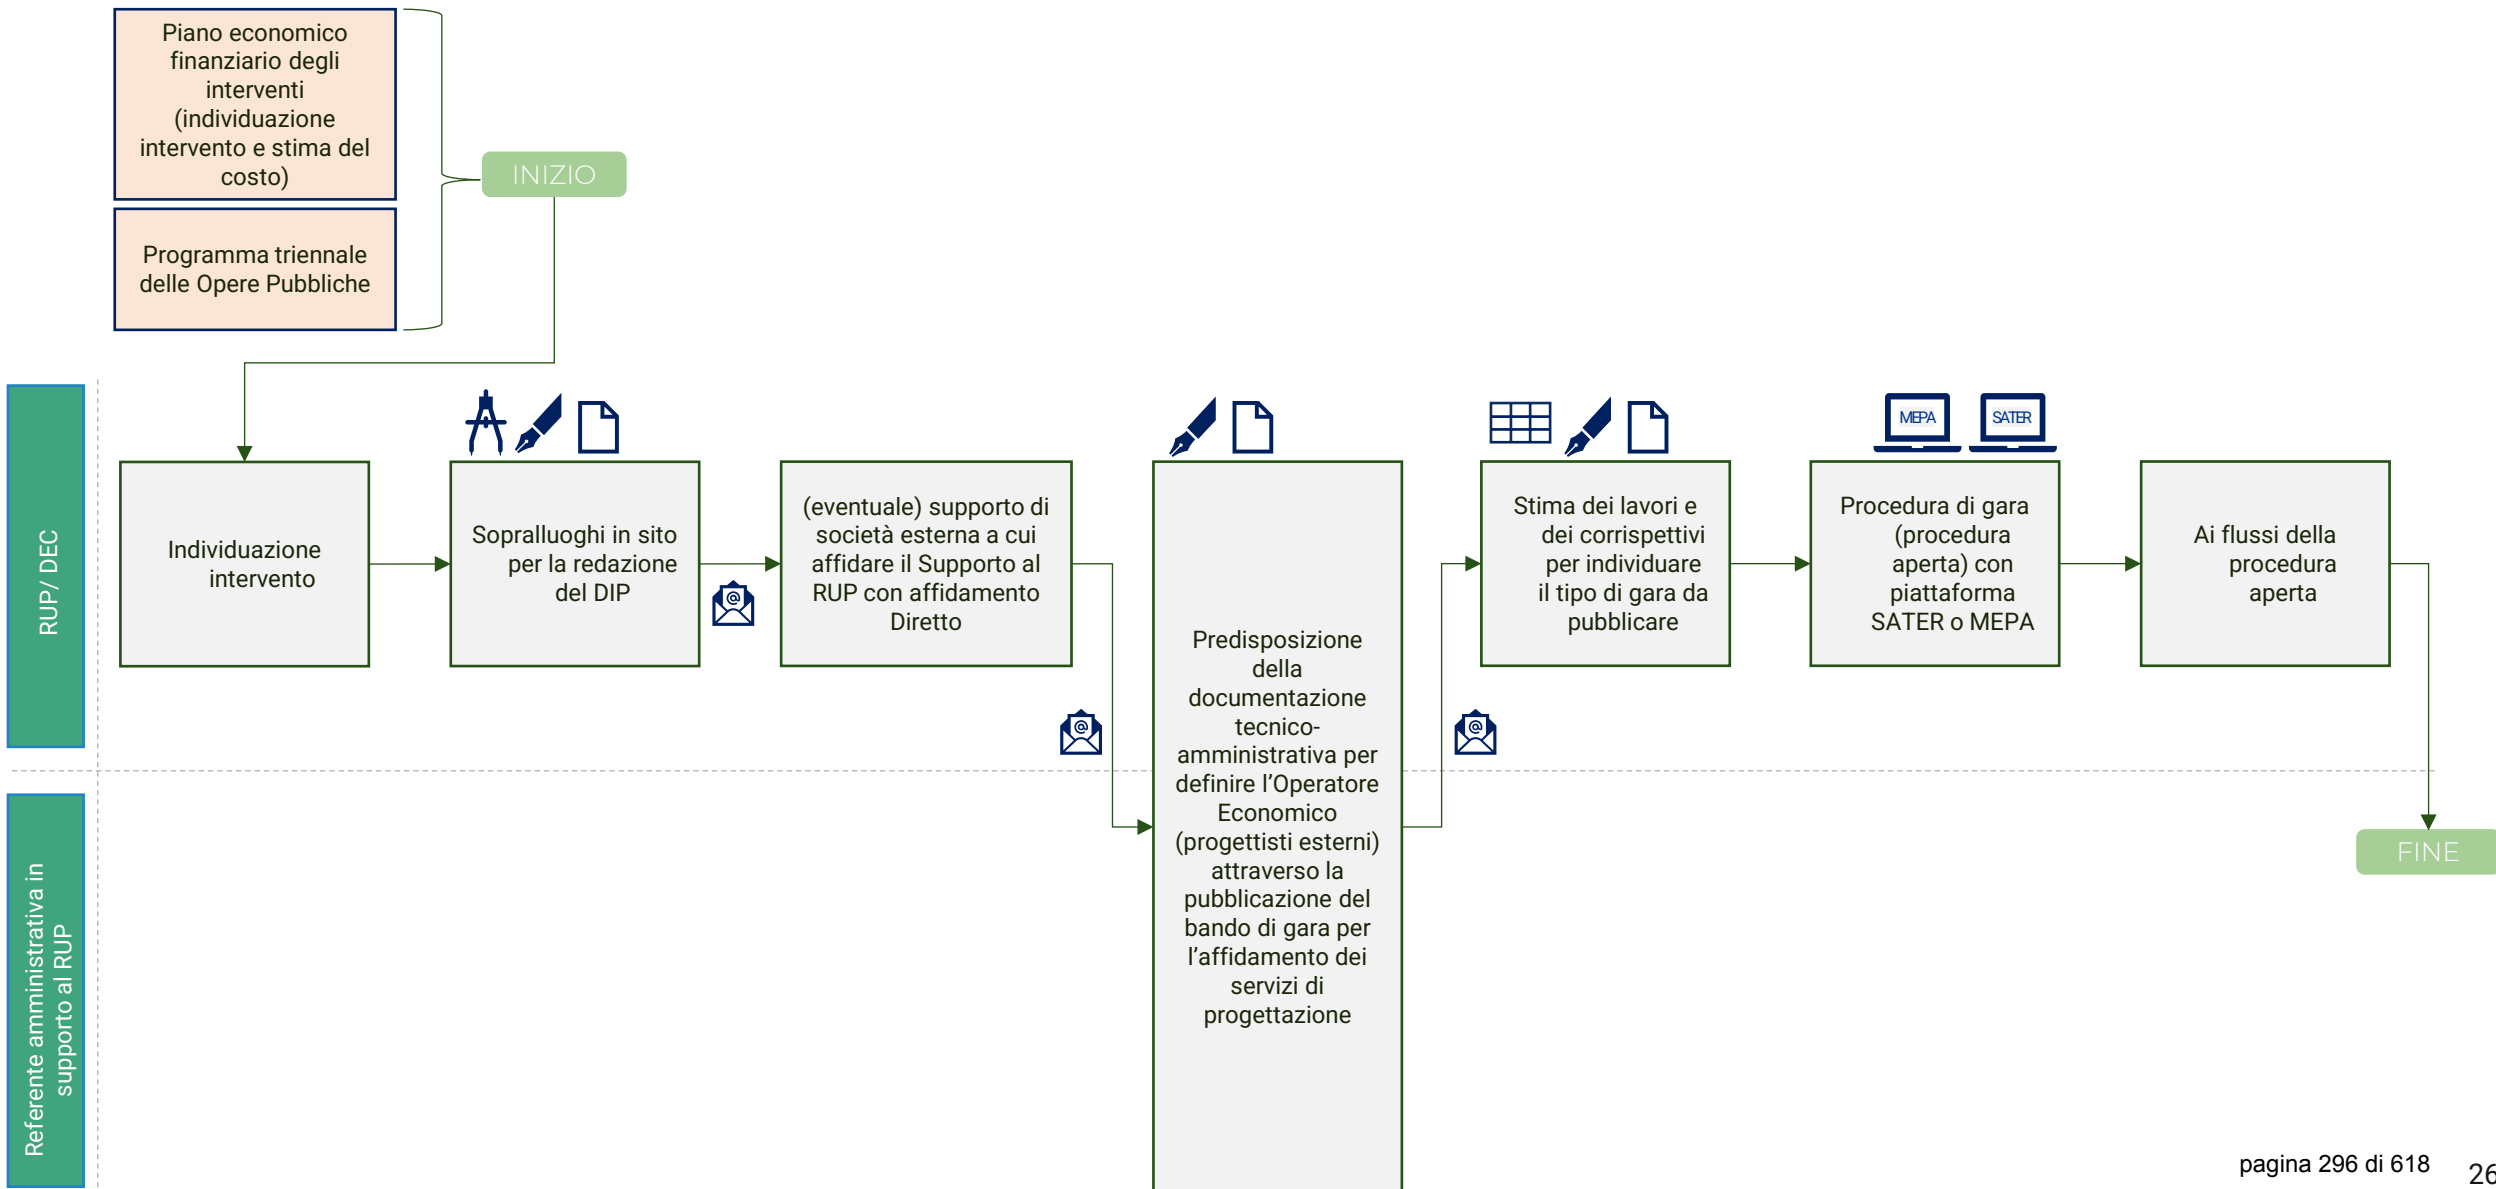 Piano economico
finanziario degli
interventi
(individuazione
intervento e stima del
costo)
INIZIO
Programma triennale
delle Opere Pubbliche
RUP/ DEC
MEPA
SATER
Individuazione
intervento
Sopralluoghi in sito
per la redazione
del DIP
(eventuale) supporto di
società esterna a cui
affidare il Supporto al
RUP con affidamento
Diretto
Predisposizione
della
documentazione
tecnico-
amministrativa per
definire l’Operatore
Economico
(progettisti esterni)
attraverso la
pubblicazione del
bando di gara per
l’affidamento dei
servizi di
progettazione
Stima dei lavori e
dei corrispettivi
per individuare
il tipo di gara da
pubblicare
Procedura di gara
(procedura
aperta) con
piattaforma
SATER o MEPA
Ai flussi della
procedura
aperta
@
@
@
FINE
Referente amministrativa in
supporto al RUP
pagina 296 di 618
26